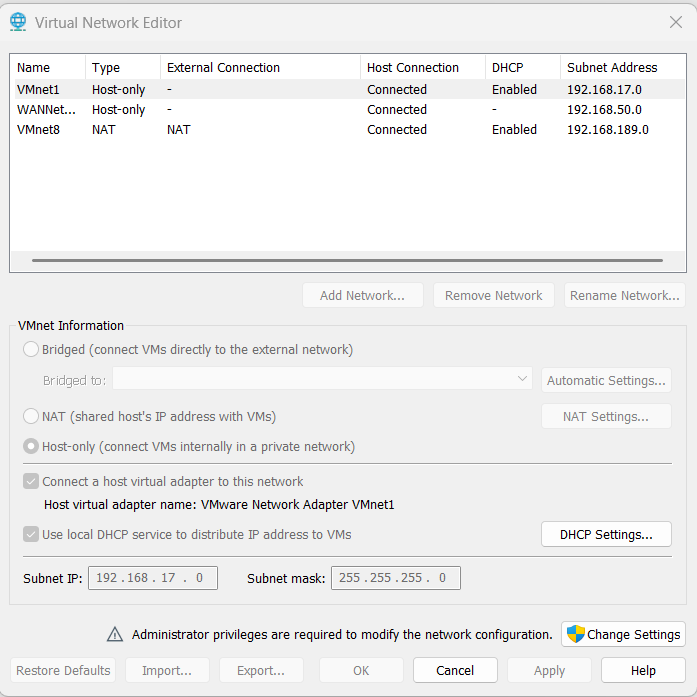 Virtual Network Editor
Name Type External Connection Host Connection DHCP Subnet Address
VMnet1 Host-only - Connected Enabled 192.168.17.0
WANNet... Host-only - Connected - 192.168.50.0
VMnet8 NAT NAT Connected Enabled 192.168.189.0
Add Network... Remove Network Rename Network...
VMnet Information
Bridged (connect VMs directly to the external network)
Bridged to: Automatic Settings...
NAT (shared host's IP address with VMs) NAT Settings...
Host-only (connect VMs internally in a private network)
Connect a host virtual adapter to this network
Host virtual adapter name: VMware Network Adapter VMnet1
Use local DHCP service to distribute IP address to VMs DHCP Settings...
Subnet IP: 192 . 168 . 17 . 0 Subnet mask: 255 . 255 . 255 . 0
Administrator privileges are required to modify the network configuration. Change Settings
Restore Defaults Import... Export... OK Cancel Apply Help